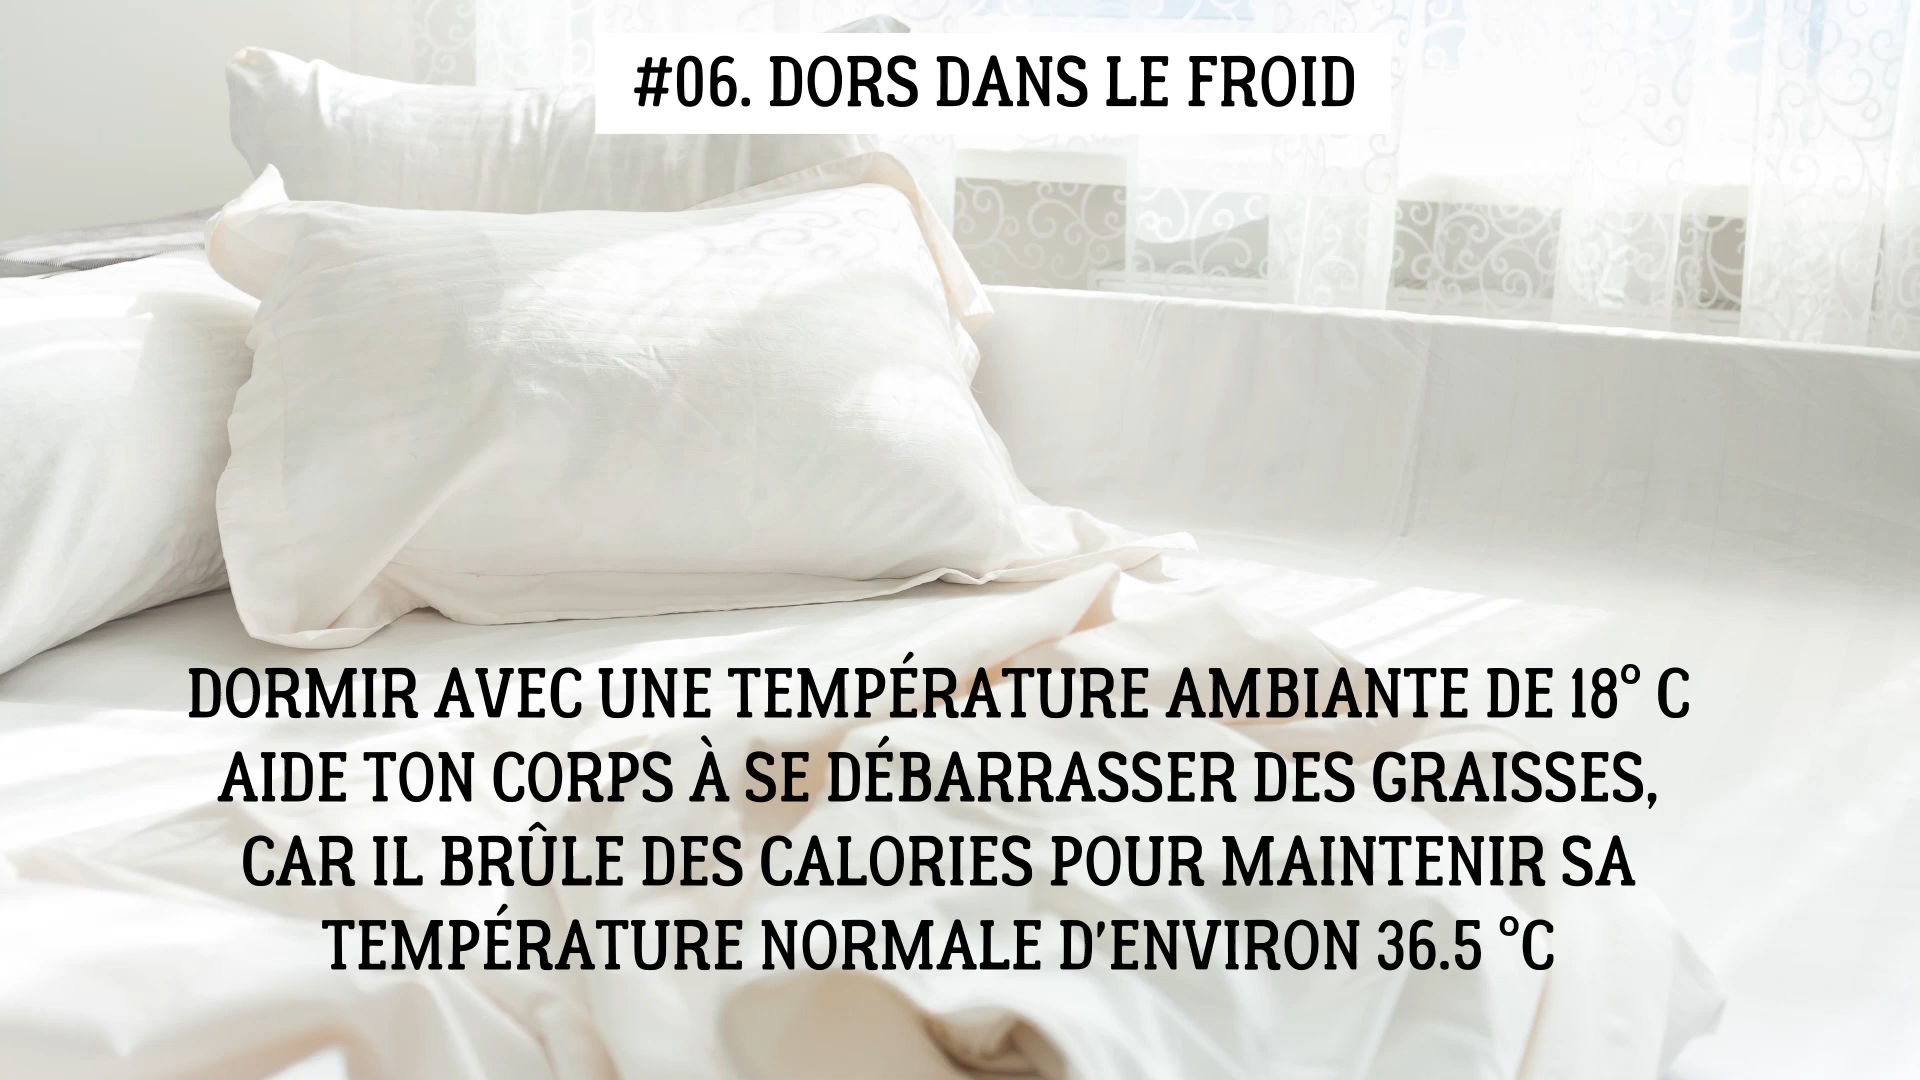 #06. DORS DANS LE FROID
DORMIR AVEC UNE TEMPÉRATURE AMBIANTE DE 18° C
AIDE TON CORPS À SE DÉBARRASSER DES GRAISSES,
CAR IL BRÛLE DES CALORIES POUR MAINTENIR SA
TEMPÉRATURE NORMALE D'ENVIRON 36.5 °C